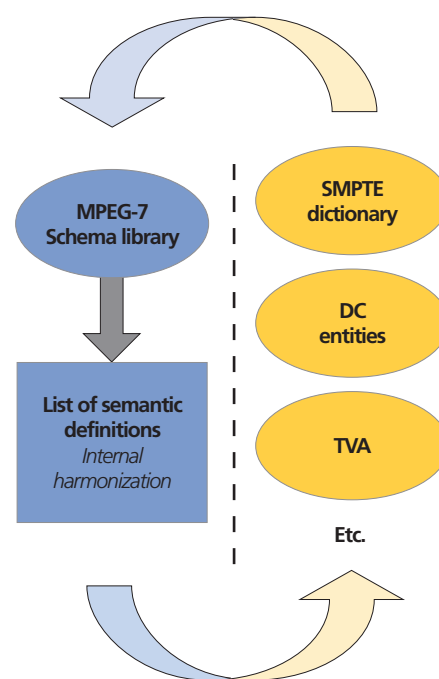 MPEG-7
Schema library
List of semantic
definitions
Internal
harmonization
SMPTE
dictionary
DC
entities
TVA
Etc.